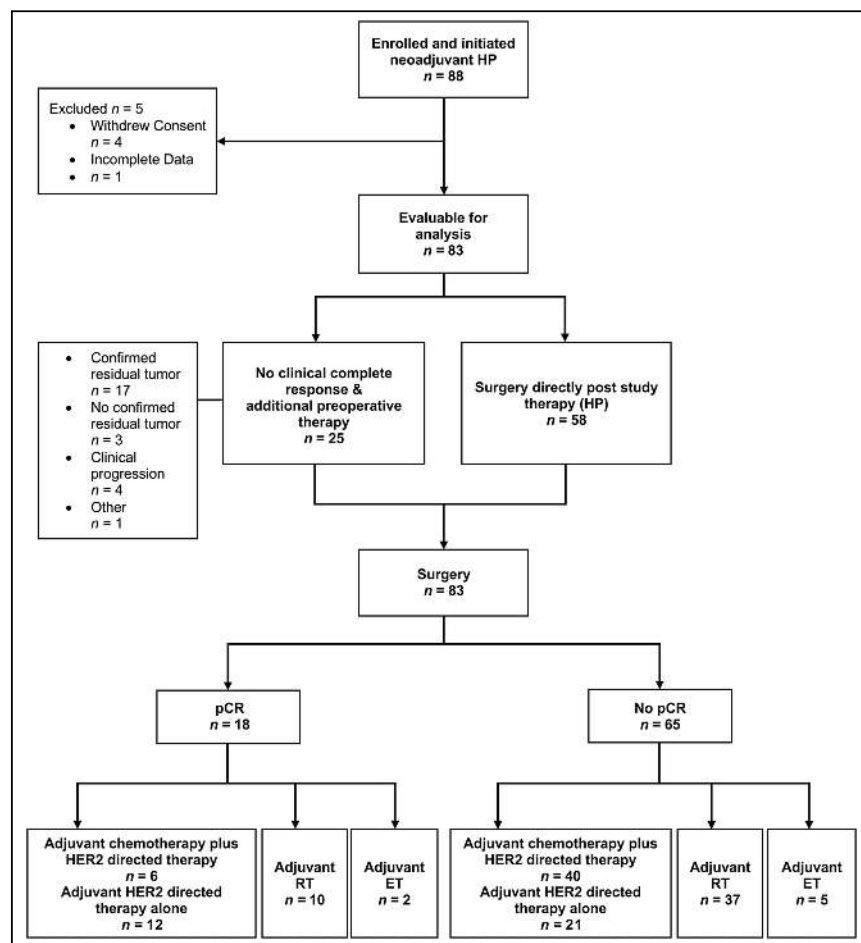 Enrolled and initiated
neoadjuvant HP
n = 88
Excluded n = 5
• Withdrew Consent
n = 4
• Incomplete Data
• n = 1
Evaluable for
analysis
n = 83
• Confirmed
residual tumor
n = 17
• No confirmed
residual tumor
n = 3
• Clinical
progression
n = 4
• Other
n = 1
No clinical complete
response &
additional preoperative
therapy
n = 25
Surgery directly post study
therapy (HP)
n = 58
Surgery
n = 83
pCR
n = 18
No pCR
n = 65
Adjuvant chemotherapy plus
HER2 directed therapy
n = 6
Adjuvant HER2 directed
therapy alone
n = 12
Adjuvant
RT
n = 10
Adjuvant
ET
n = 2
Adjuvant chemotherapy plus
HER2 directed therapy
n = 40
Adjuvant HER2 directed
therapy alone
n = 21
Adjuvant
RT
n = 37
Adjuvant
ET
n = 5